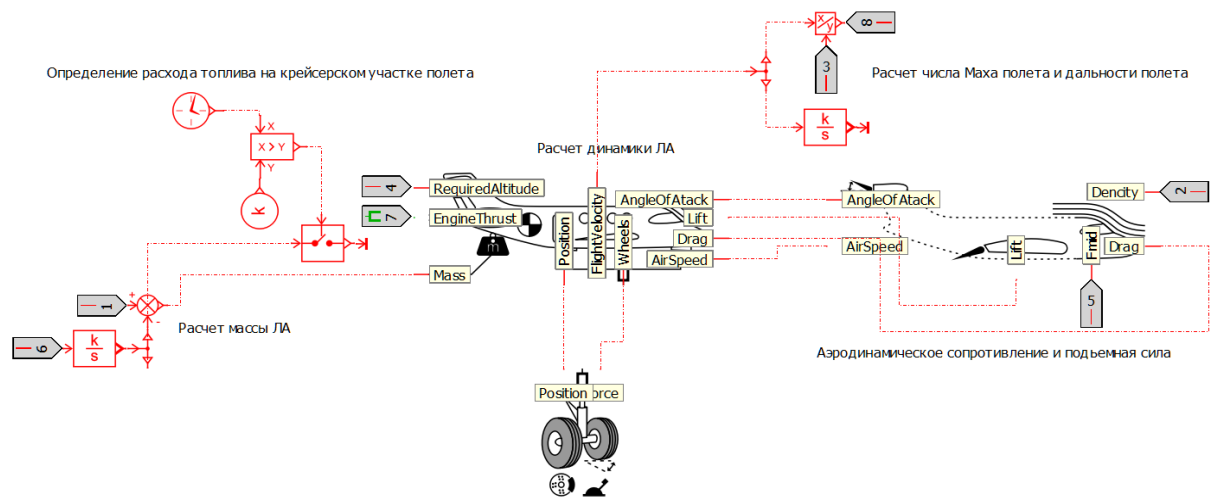 x/y
8
3
Определение расхода топлива на крейсерском участке полета
Расчет числа Маха полета и дальности полета
k/s
X
X > Y
Y
k
Расчет динамики ЛА
4
RequiredAltitude
7
EngineThrust
m
Mass
Position
FlightVelocity
Wheels
AngleOfAtack
Lift
Drag
AirSpeed
AngleOfAtack
AirSpeed
Lift
Fmid
Dencity
2
Drag
5
1
+
-
Расчет массы ЛА
6
k/s
Аэродинамическое сопротивление и подьемная сила
Position
orce